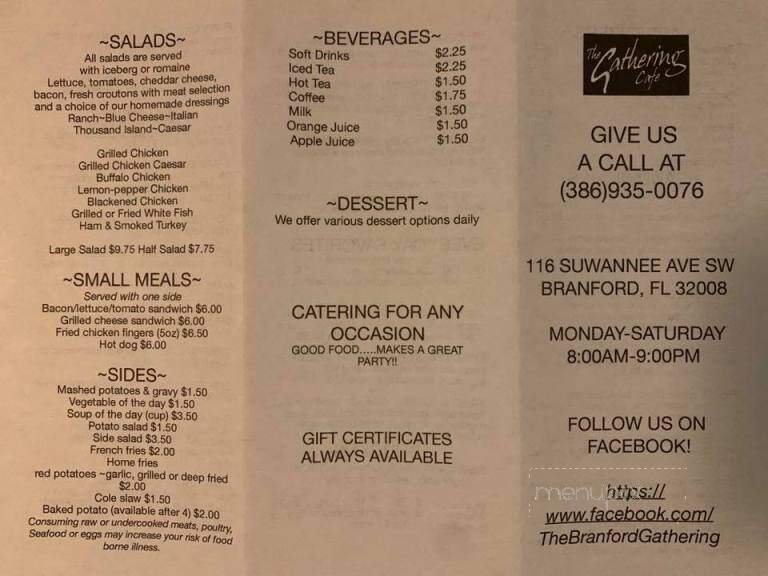 ~SALADS~
All salads are served
with iceberg or romaine
Lettuce, tomatoes, cheddar cheese,
bacon, fresh croutons with meat selection
and a choice of our homemade dressings
Ranch~Blue Cheese~Italian
Thousand Island~Caesar
Grilled Chicken
Grilled Chicken Caesar
Buffalo Chicken
Lemon-pepper Chicken
Blackened Chicken
Grilled or Fried White Fish
Ham & Smoked Turkey
Large Salad $9.75 Half Salad $7.75
~SMALL MEALS~
Served with one side
Bacon/lettuce/tomato sandwich $6.00
Grilled cheese sandwich $6.00
Fried chicken fingers (5oz) $6.50
Hot dog $6.00
~SIDES~
Mashed potatoes & gravy $1.50
Vegetable of the day $1.50
Soup of the day (cup) $3.50
Potato salad $1.50
Side salad $3.50
French fries $2.00
Home fries
red potatoes ~garlic, grilled or deep fried
$2.00
Cole slaw $1.50
Baked potato (available after 4) $2.00
Consuming raw or undercooked meats, poultry,
Seafood or eggs may increase your risk of food
borne illness.
~BEVERAGES~
Soft Drinks $2.25
Iced Tea $2.25
Hot Tea $1.50
Coffee $1.75
Milk $1.50
Orange Juice $1.50
Apple Juice $1.50
~DESSERT~
We offer various dessert options daily
CATERING FOR ANY
OCCASION
GOOD FOOD.....MAKES A GREAT
PARTY!!
GIFT CERTIFICATES
ALWAYS AVAILABLE
The
Gathering
Cafe
GIVE US
A CALL AT
(386)935-0076
116 SUWANNEE AVE SW
BRANFORD, FL 32008
MONDAY-SATURDAY
8:00AM-9:00PM
FOLLOW US ON
FACEBOOK!
https://
www.facebook.com/
TheBranfordGathering